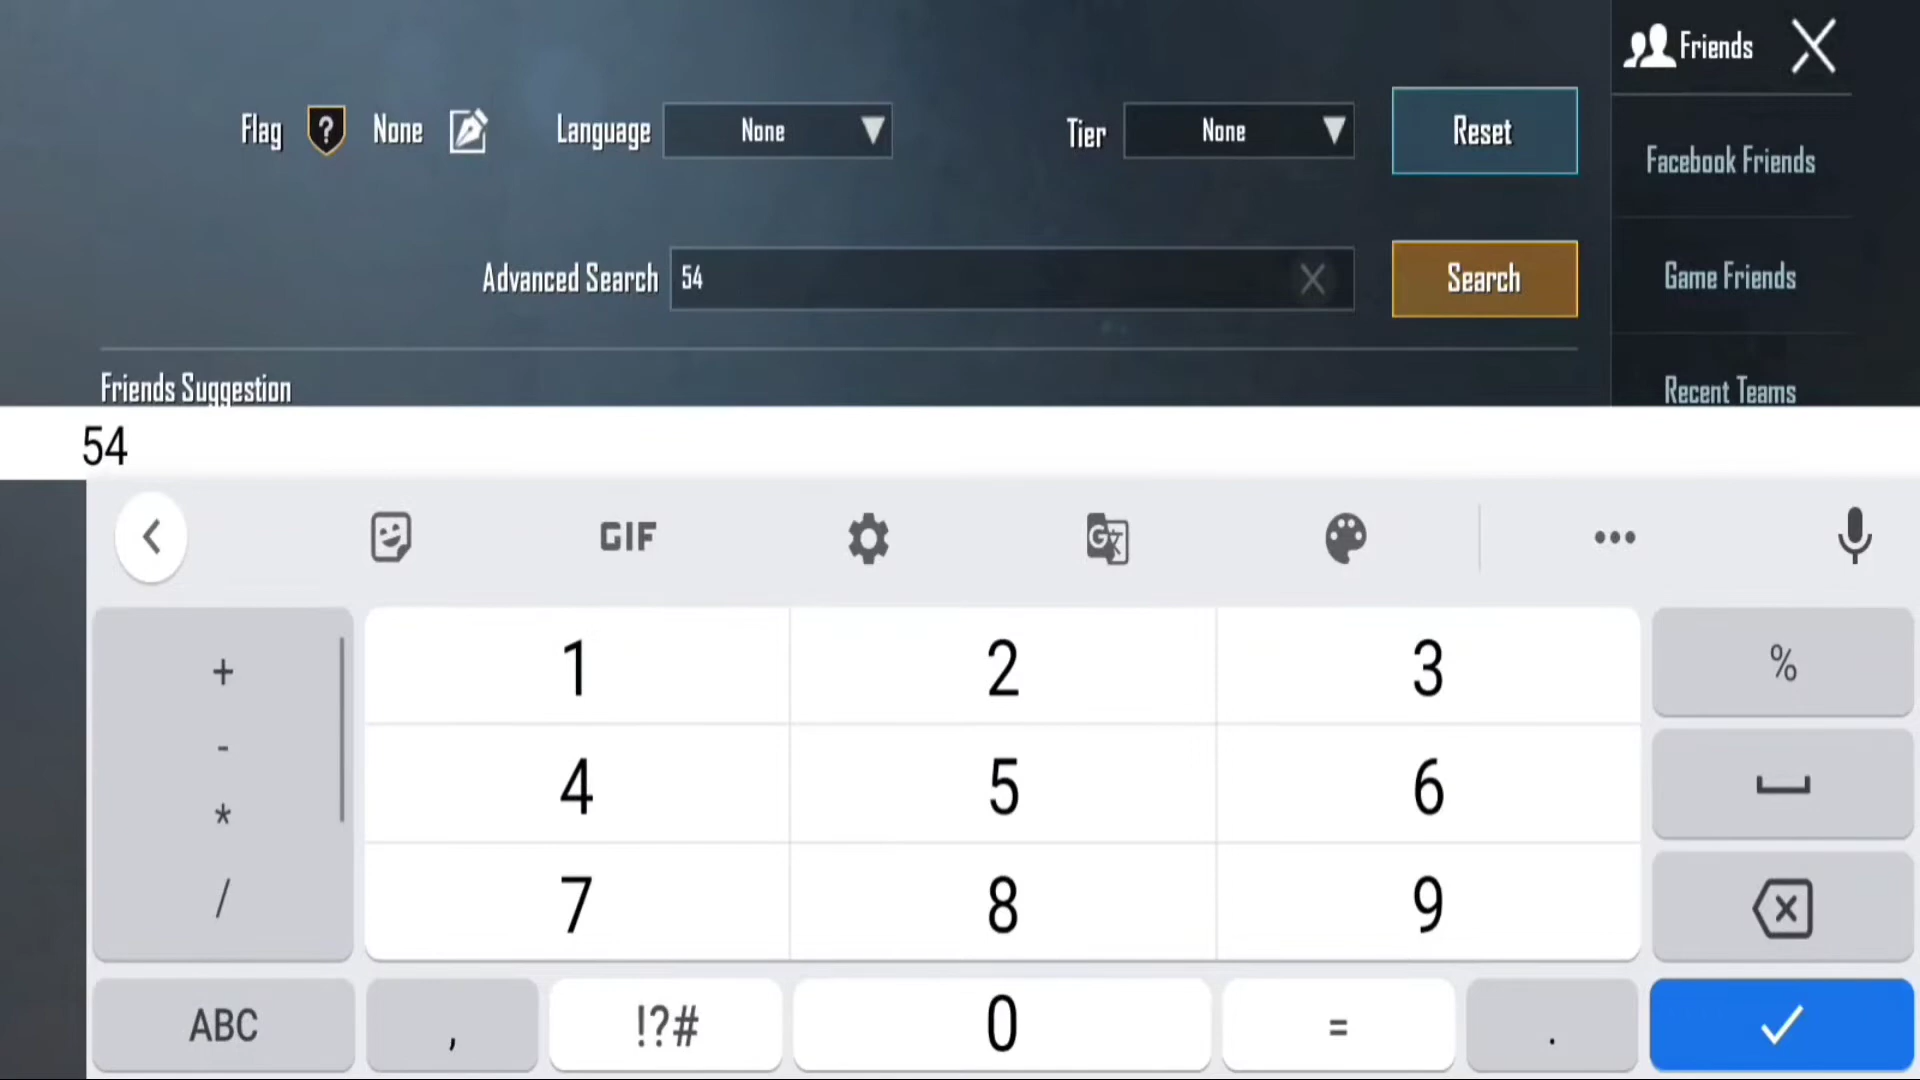 Friends
Flag ? None Language None Tier None Reset
Facebook Friends
Advanced Search 54 Search
Game Friends
Friends Suggestion
Recent Teams
54
GIF
+ 1 2 3 %
-
4 5 6
*
/ 7 8 9
ABC , !?# 0 = .